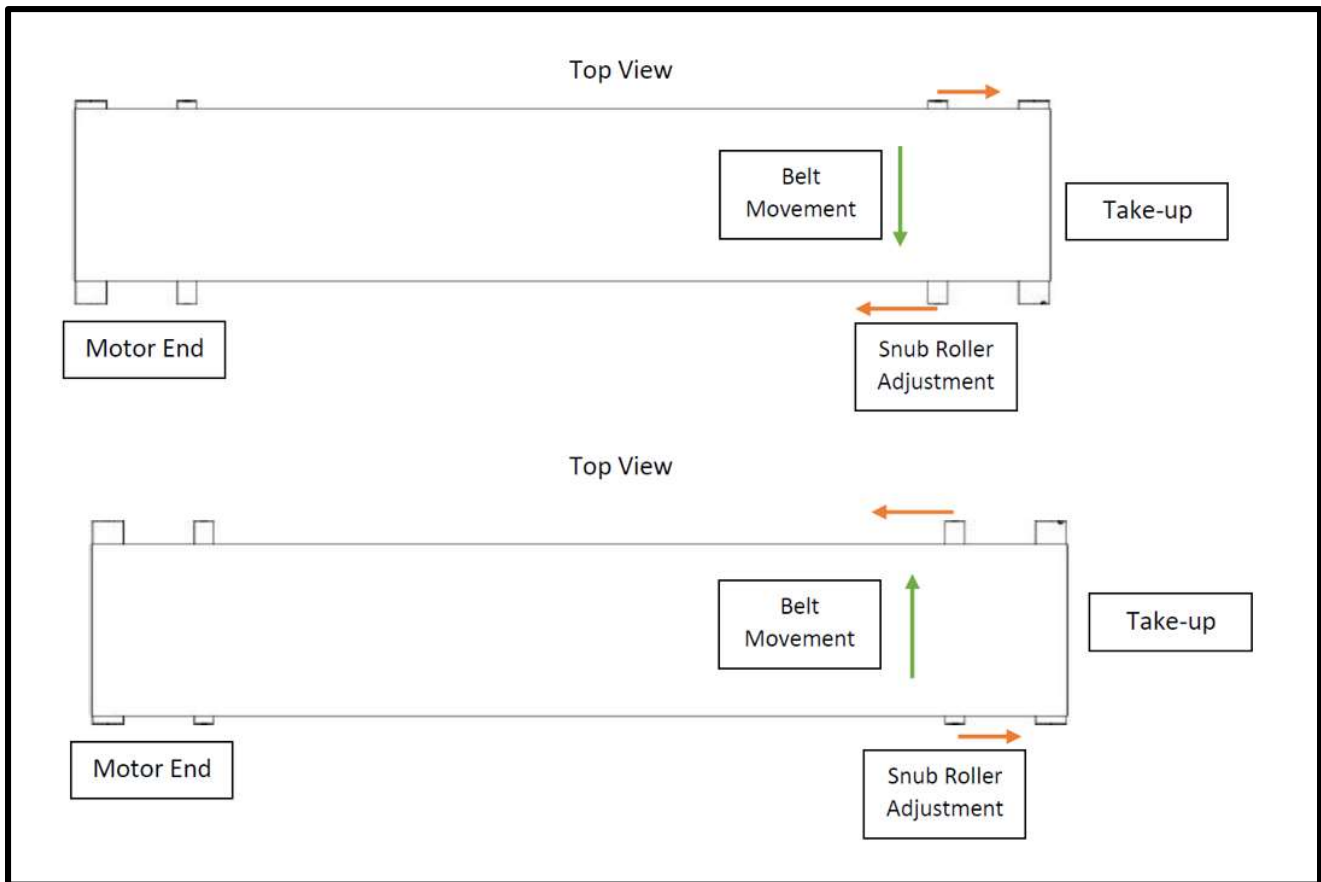 Top View
Belt
Movement
Take-up
Motor End
Snub Roller
Adjustment
Top View
Belt
Movement
Take-up
Motor End
Snub Roller
Adjustment